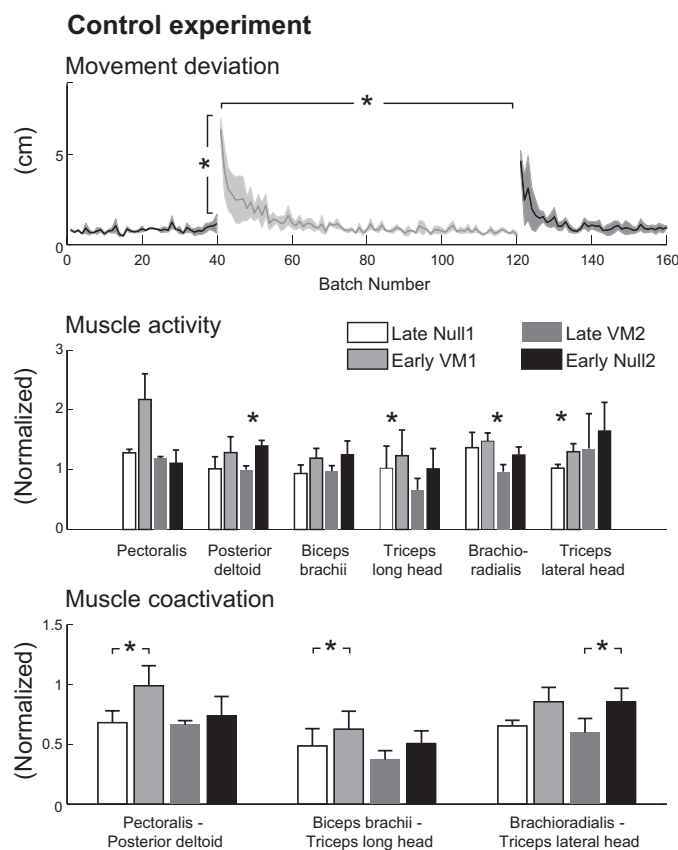 Control experiment
Movement deviation
(cm)
5
0
*
*
0 20 40 60 80 100 120 140 160
Batch Number
Muscle activity
Late Null1
Late VM2
Early VM1
Early Null2
(Normalized)
3
2
1
0
* * * *
Pectoralis
Posterior
deltoid
Biceps
brachii
Triceps
long head
Brachio-
radialis
Triceps
lateral head
Muscle coactivation
(Normalized)
1.5
1
0.5
0
* * *
Pectoralis -
Posterior deltoid
Biceps brachii -
Triceps long head
Brachioradialis -
Triceps lateral head